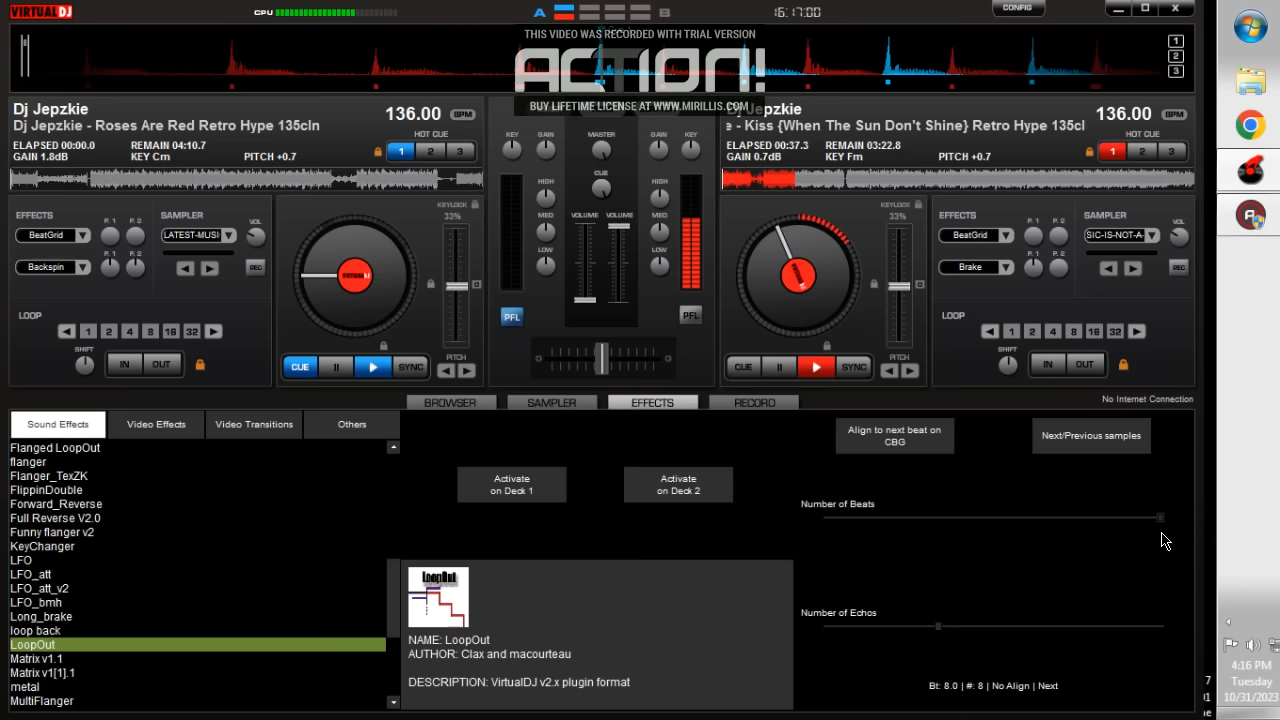 VIRTUAL DJ
CPU
A
B
16:17:00
CONFIG
THIS VIDEO WAS RECORDED WITH TRIAL VERSION
ACTION!
BUY LIFETIME LICENSE AT WWW.MIRILLIS.COM
1
2
3
Dj Jepzkie
136.00 BPM
Dj Jepzkie - Roses Are Red Retro Hype 135cln
HOT CUE
ELAPSED 00:00.0 REMAIN 04:10.7
GAIN 1.8dB KEY Cm PITCH +0.7
1 2 3
KEY GAIN MASTER GAIN KEY
CUE
HIGH HIGH
MED VOLUME VOLUME MED
LOW LOW
PFL PFL
Jepzkie
136.00 BPM
e - Kiss {When The Sun Don't Shine} Retro Hype 135cl
HOT CUE
ELAPSED 00:37.3 REMAIN 03:22.8
GAIN 0.7dB KEY Fm PITCH +0.7
1 2 3
EFFECTS P. 1 P. 2 SAMPLER VOL
BeatGrid LATEST-MUSI
Backspin REC
LOOP
1 2 4 8 16 32
SHIFT IN OUT
KEYLOCK
33%
VIRTUAL DJ
CUE II SYNC PITCH
KEYLOCK
33%
CUE II SYNC PITCH
EFFECTS P. 1 P. 2 SAMPLER VOL
BeatGrid SIC-IS-NOT-A-
Brake REC
LOOP
1 2 4 8 16 32
SHIFT IN OUT
BROWSER SAMPLER EFFECTS RECORD
No Internet Connection
Sound Effects Video Effects Video Transitions Others
Flanged LoopOut
flanger
Flanger_TexZK
FlippinDouble
Forward_Reverse
Full Reverse V2.0
Funny flanger v2
KeyChanger
LFO
LFO_att
LFO_att_v2
LFO_bmh
Long_brake
loop back
LoopOut
Matrix v1.1
Matrix v1[1].1
metal
MultiFlanger
Activate
on Deck 1
Activate
on Deck 2
LoopOut
NAME: LoopOut
AUTHOR: Clax and macourteau
DESCRIPTION: VirtualDJ v2.x plugin format
Align to next beat on
CBG
Next/Previous samples
Number of Beats
Number of Echos
Bt: 8.0 | #: 8 | No Align | Next
4:16 PM
Tuesday
10/31/2023
7
01
ne